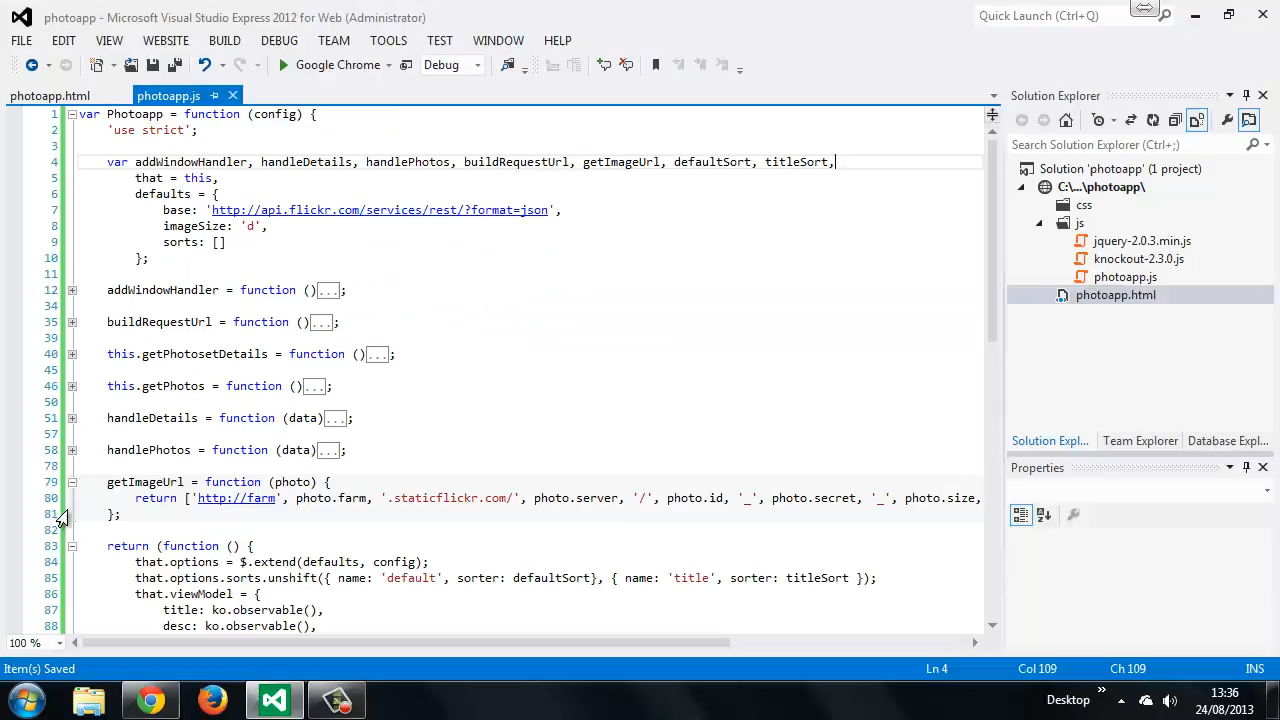 photoapp - Microsoft Visual Studio Express 2012 for Web (Administrator)
Quick Launch (Ctrl+Q)
FILE EDIT VIEW WEBSITE BUILD DEBUG TEAM TOOLS TEST WINDOW HELP
Google Chrome Debug
photoapp.html photoapp.js
1 var Photoapp = function (config) {
2 'use strict';
3
4 var addWindowHandler, handleDetails, handlePhotos, buildRequestUrl, getImageUrl, defaultSort, titleSort,
5 that = this,
6 defaults = {
7 base: 'http://api.flickr.com/services/rest/?format=json',
8 imageSize: 'd',
9 sorts: []
10 };
11
12 addWindowHandler = function ()...;
34
35 buildRequestUrl = function ()...;
39
40 this.getPhotosetDetails = function ()...;
45
46 this.getPhotos = function ()...;
50
51 handleDetails = function (data)...;
57
58 handlePhotos = function (data)...;
78
79 getImageUrl = function (photo) {
80 return ['http://farm', photo.farm, '.staticflickr.com/', photo.server, '/', photo.id, '_', photo.secret, '_', photo.size,
81 };
82
83 return (function () {
84 that.options = $.extend(defaults, config);
85 that.options.sorts.unshift({ name: 'default', sorter: defaultSort}, { name: 'title', sorter: titleSort });
86 that.viewModel = {
87 title: ko.observable(),
88 desc: ko.observable(),
100 %
Solution Explorer
Search Solution Explorer (Ctrl+;)
Solution 'photoapp' (1 project)
C:\...\photoapp\
css
js
jquery-2.0.3.min.js
knockout-2.3.0.js
photoapp.js
photoapp.html
Solution Expl... Team Explorer Database Expl...
Properties
Item(s) Saved Ln 4 Col 109 Ch 109 INS
Desktop 13:36
24/08/2013